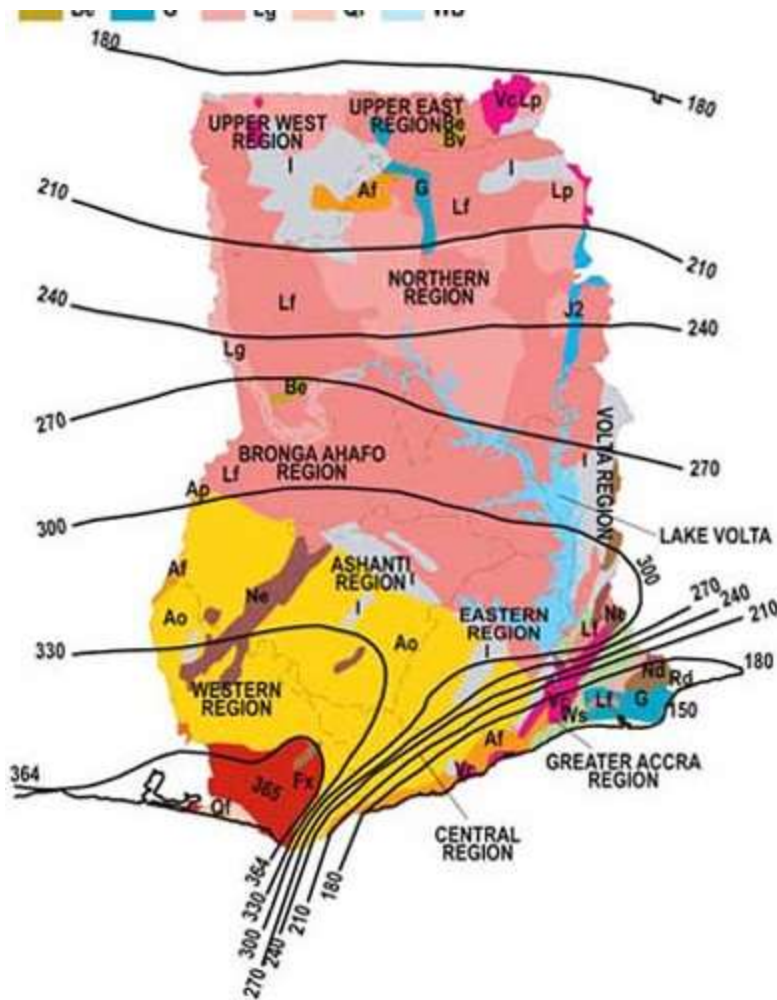 180
180
UPPER WEST
REGION
UPPER EAST
REGION
Be
Bv
Vc
Lp
I
Af
G
Lf
I
Lp
210
210
NORTHERN
REGION
240
Lf
J2
240
Lg
Be
270
VOLTA REGION
I
270
BRONGA AHAFO
REGION
Lf
Ap
300
LAKE VOLTA
300
ASHANTI
REGION
I
I
Af
Ne
Ao
Ao
EASTERN
REGION
I
270
240
210
Ne
Lf
330
WESTERN
REGION
Nd
Rd
180
150
Lf
G
Ws
Af
Vc
GREATER ACCRA
REGION
364
365
Fx
CENTRAL
REGION
364
330
300
270
240
210
180